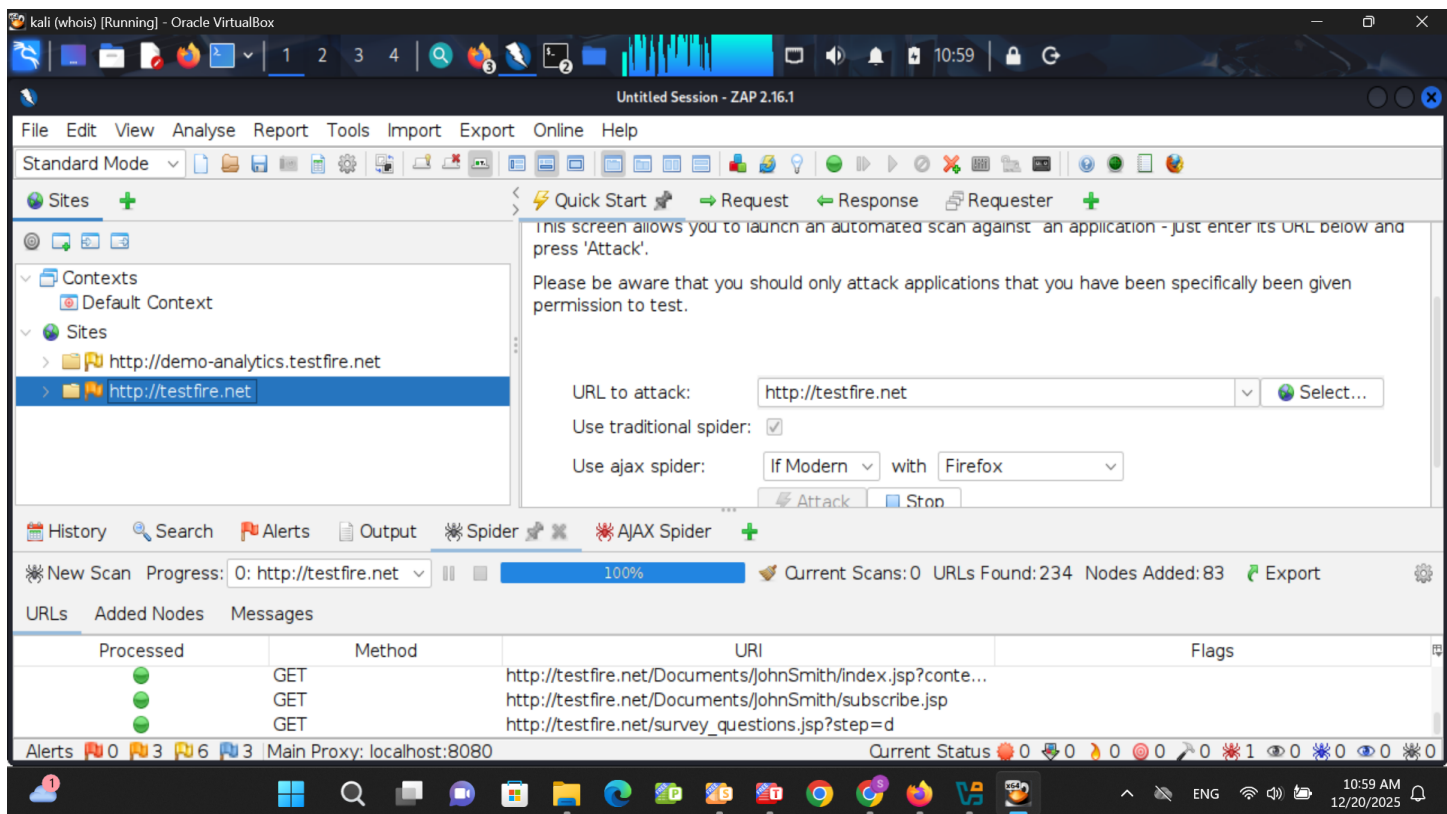 kali (whois) [Running] - Oracle VirtualBox
1 2 3 4 3 2 10:59
Untitled Session - ZAP 2.16.1
File Edit View Analyse Report Tools Import Export Online Help
Standard Mode
Sites
Quick Start Request Response Requester
This screen allows you to launch an automated scan against an application - just enter its URL below and
press 'Attack'.
Please be aware that you should only attack applications that you have been specifically been given
permission to test.
Contexts
Default Context
Sites
http://demo-analytics.testfire.net
http://testfire.net
URL to attack: http://testfire.net Select...
Use traditional spider:
Use ajax spider: If Modern with Firefox
Attack Stop
History Search Alerts Output Spider AJAX Spider
New Scan Progress: 0: http://testfire.net 100% Current Scans: 0 URLs Found: 234 Nodes Added: 83 Export
URLs Added Nodes Messages
Processed Method URI Flags
GET http://testfire.net/Documents/JohnSmith/index.jsp?conte...
GET http://testfire.net/Documents/JohnSmith/subscribe.jsp
GET http://testfire.net/survey_questions.jsp?step=d
Alerts 0 3 6 3 Main Proxy: localhost:8080 Current Status 0 0 0 0 0 1 0 0 0 0
1 P S T S x64 ENG 10:59 AM
12/20/2025